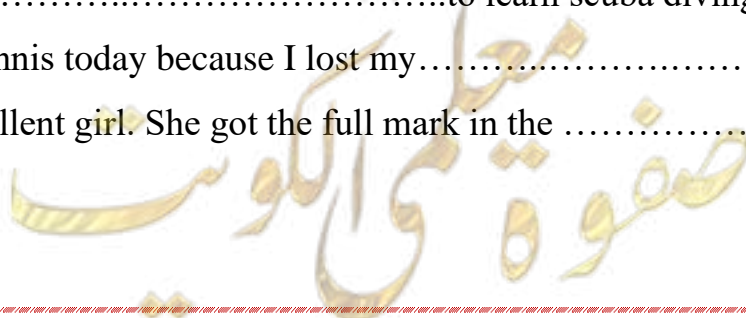 …………..……………………………..to learn scuba diving
nnis today because I lost my…………..……………………
llent girl. She got the full mark in the ……………
صفوة معلمى الكويت